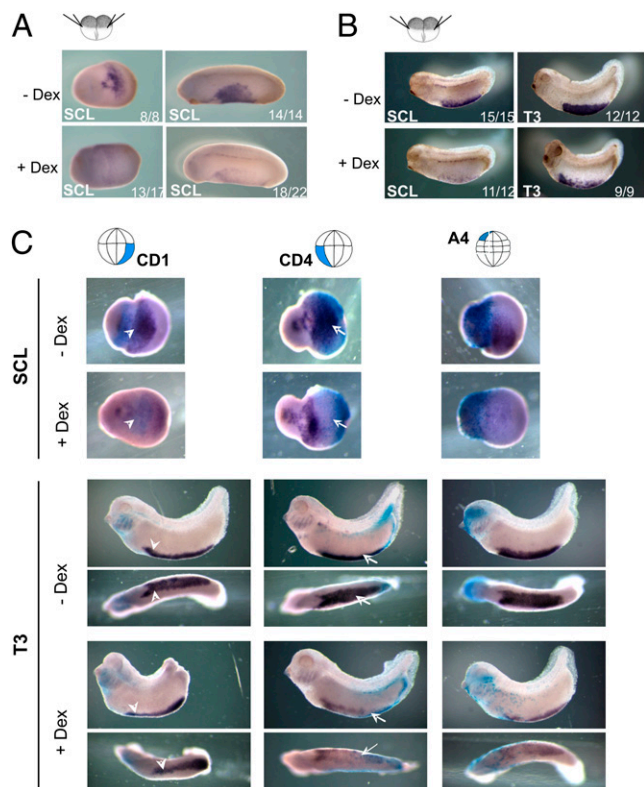 A
- Dex
SCL 8/8
SCL 14/14
+ Dex
SCL 13/17
SCL 18/22
B
- Dex
SCL 15/15
T3 12/12
+ Dex
SCL 11/12
T3 9/9
C
CD1
CD4
A4
SCL
- Dex
+ Dex
T3
- Dex
+ Dex